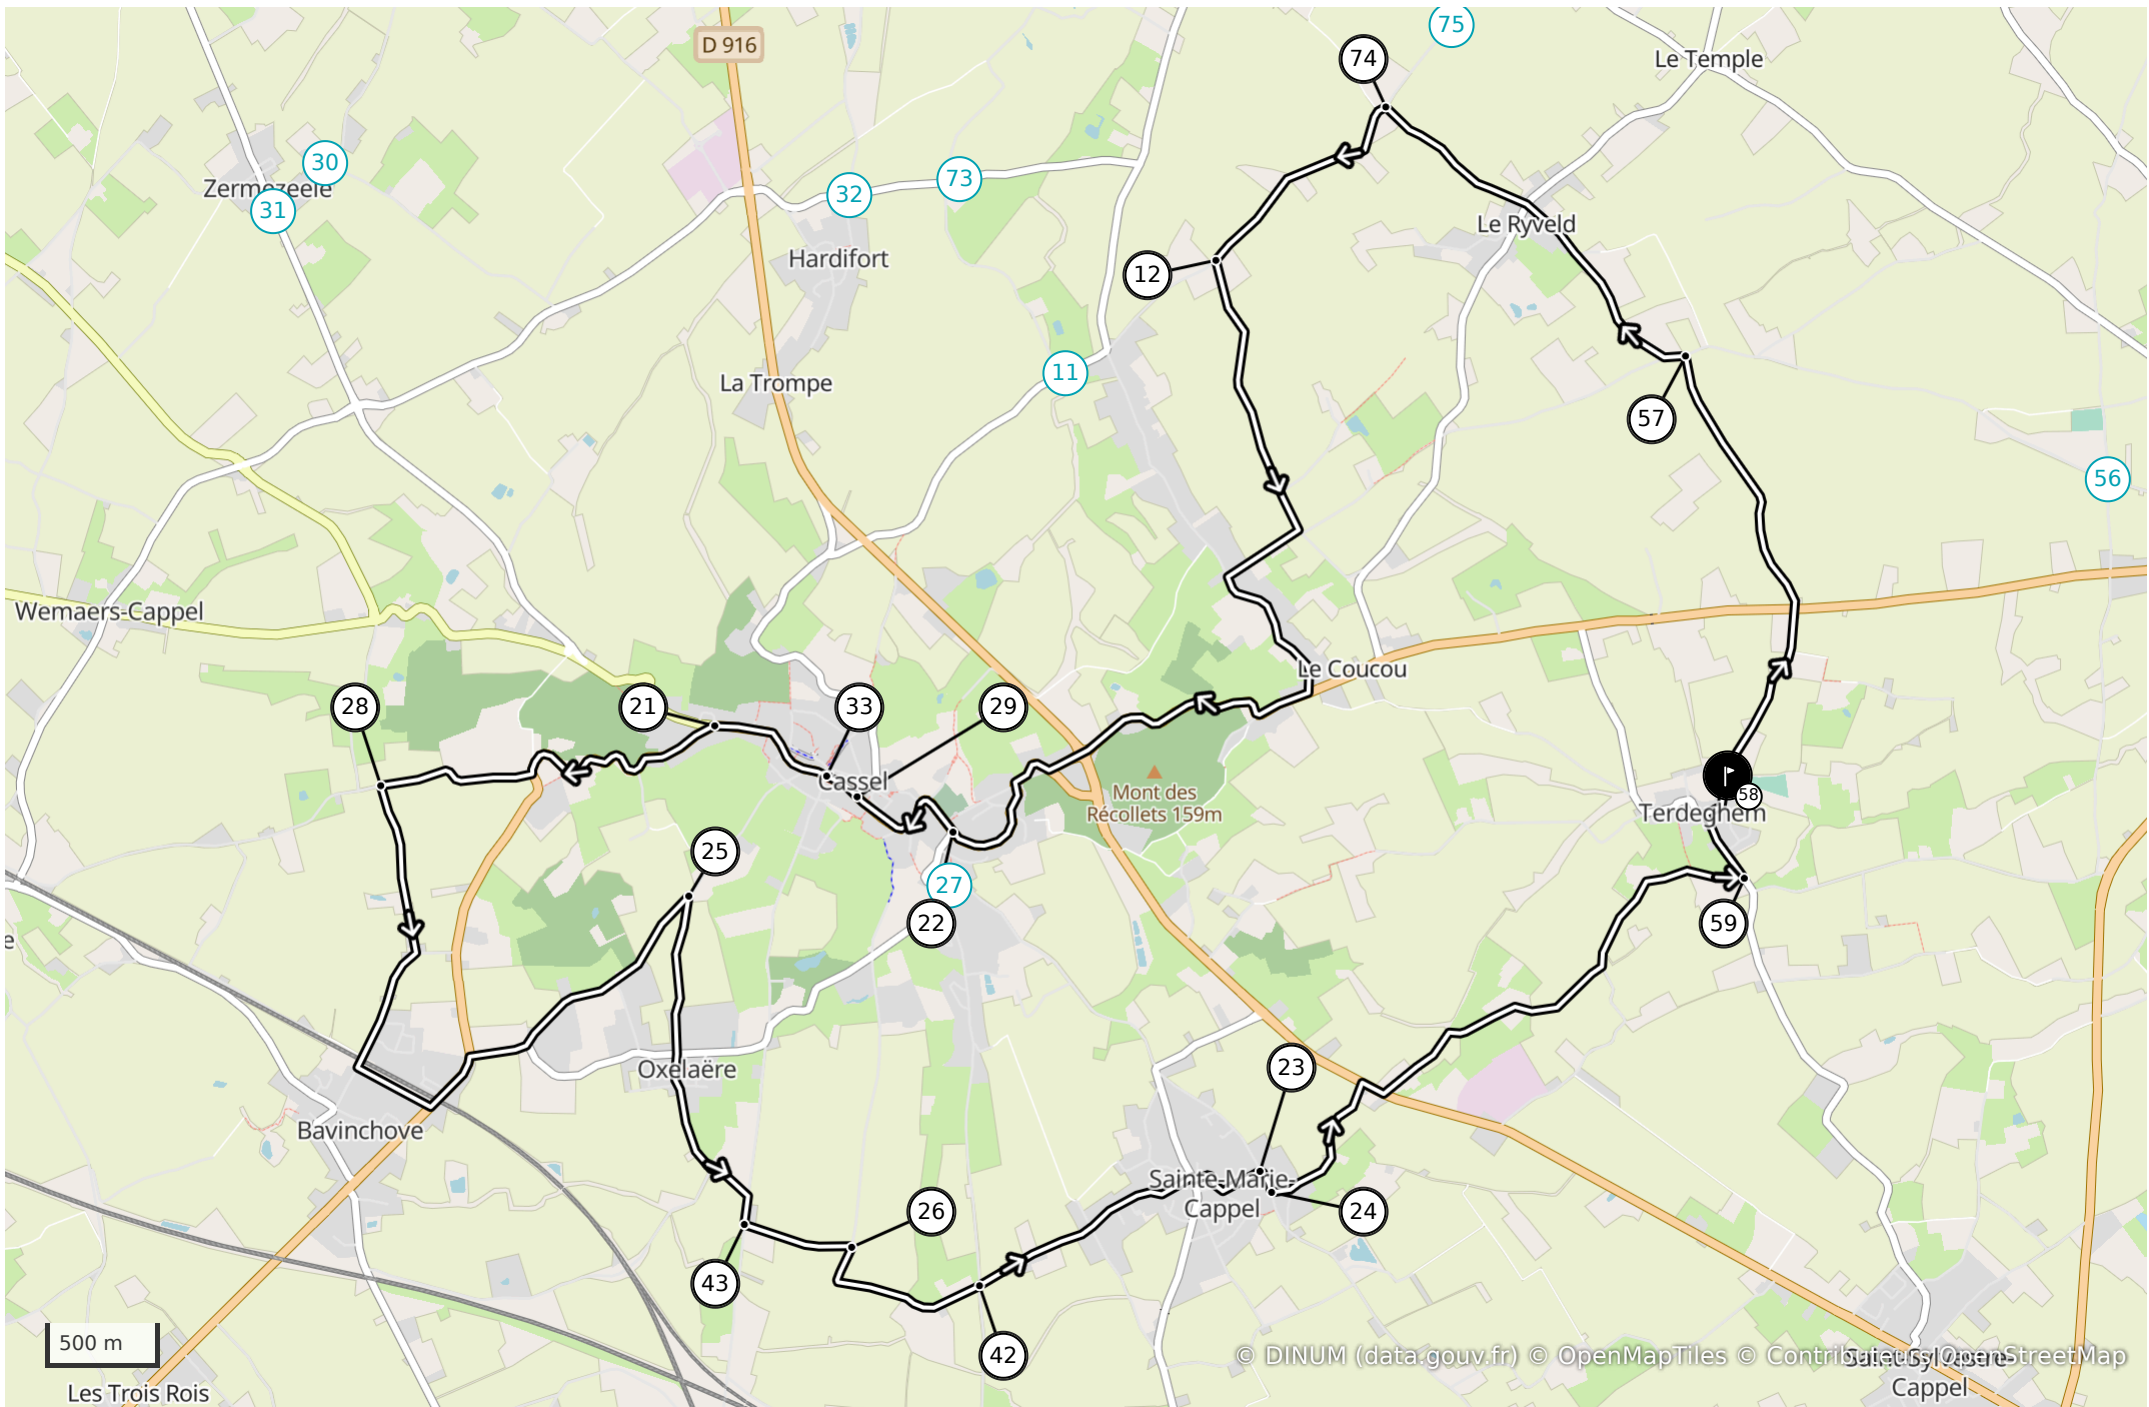 75
D 916
74
Le Temple
30
Zermezeele
32
73
31
Le Ryveld
Hardifort
12
11
La Trompe
57
56
Wemaers-Cappel
Le Coucou
28
21
33
29
Cassel
Mont des
Récollets 159m
58
Terdeghem
25
27
22
59
e
23
Oxelaëre
Bavinchove
Sainte-Marie-
Cappel
26
24
43
42
500 m
© DINUM (data.gouv.fr) © OpenMapTiles © Contributeurs OpenStreetMap
Saint-Sylvestre-
Cappel
Les Trois Rois